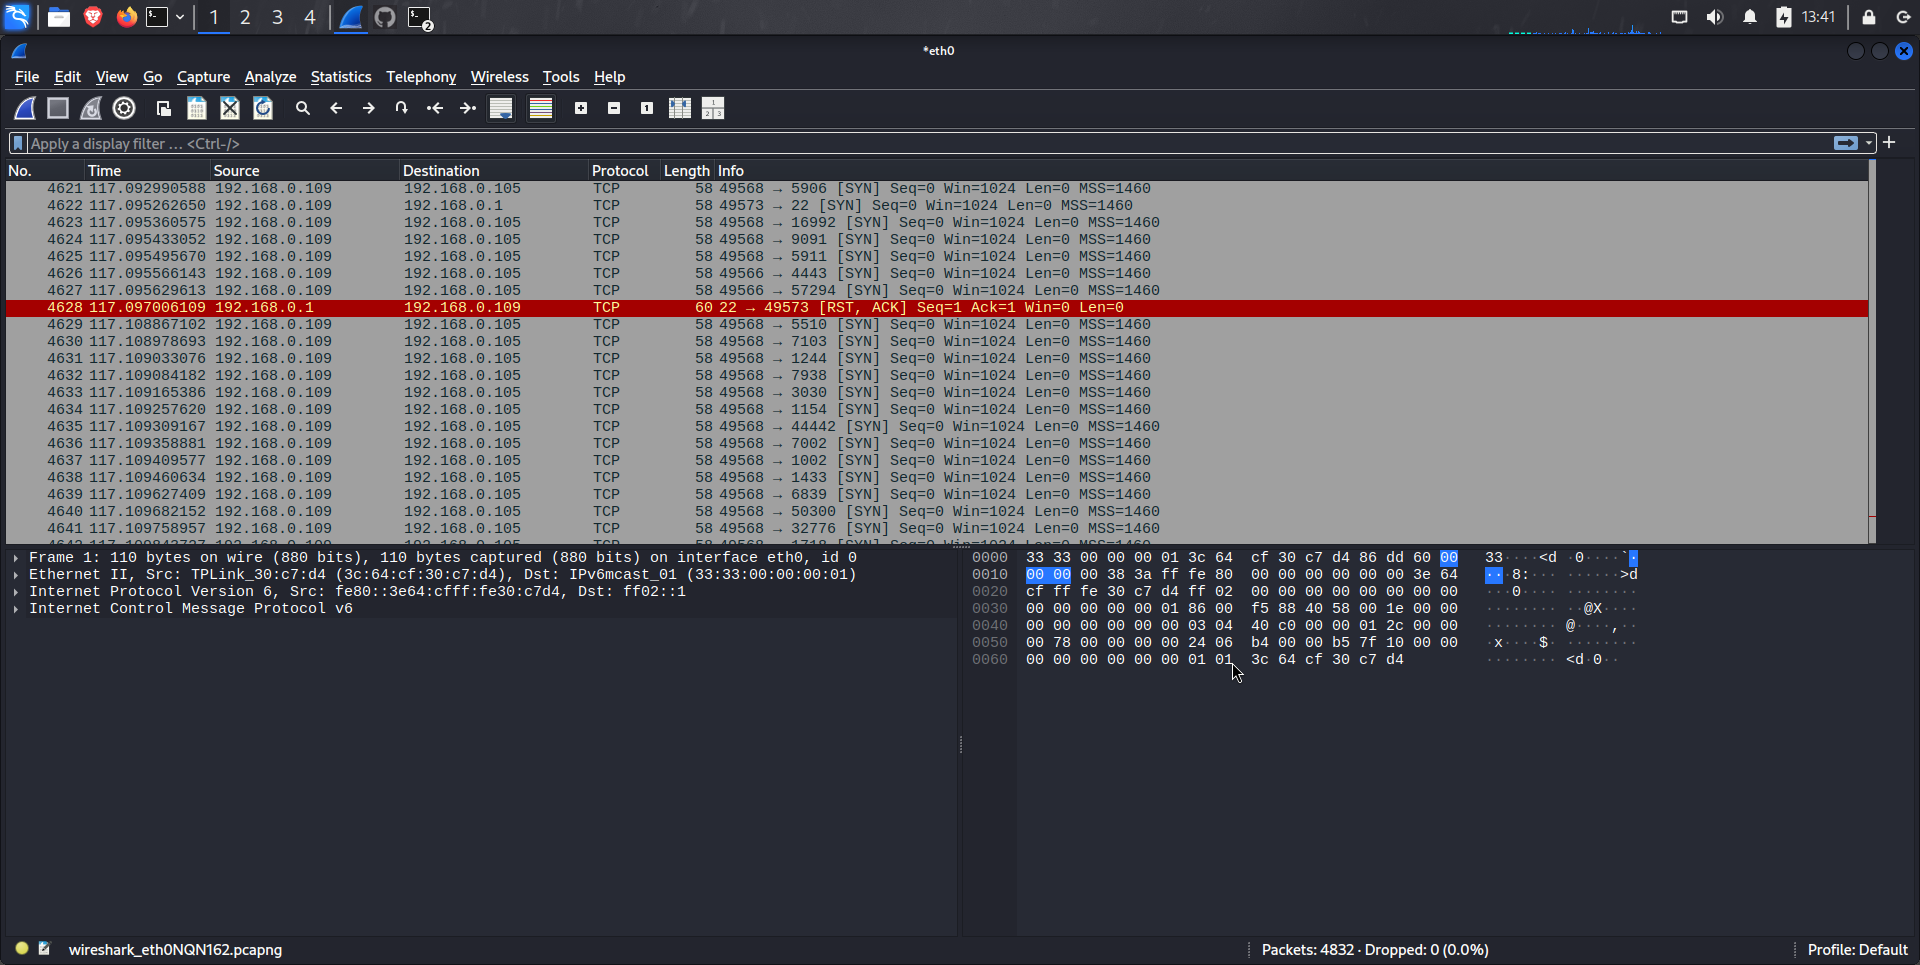 1 2 3 4 2 13:41
*eth0
File Edit View Go Capture Analyze Statistics Telephony Wireless Tools Help
Apply a display filter … <Ctrl-/>
No. Time Source Destination Protocol Length Info
4621 117.092990588 192.168.0.109 192.168.0.105 TCP 58 49568 → 5906 [SYN] Seq=0 Win=1024 Len=0 MSS=1460
4622 117.095262650 192.168.0.109 192.168.0.1 TCP 58 49573 → 22 [SYN] Seq=0 Win=1024 Len=0 MSS=1460
4623 117.095360575 192.168.0.109 192.168.0.105 TCP 58 49568 → 16992 [SYN] Seq=0 Win=1024 Len=0 MSS=1460
4624 117.095433052 192.168.0.109 192.168.0.105 TCP 58 49568 → 9091 [SYN] Seq=0 Win=1024 Len=0 MSS=1460
4625 117.095495670 192.168.0.109 192.168.0.105 TCP 58 49568 → 5911 [SYN] Seq=0 Win=1024 Len=0 MSS=1460
4626 117.095566143 192.168.0.109 192.168.0.105 TCP 58 49566 → 4443 [SYN] Seq=0 Win=1024 Len=0 MSS=1460
4627 117.095629613 192.168.0.109 192.168.0.105 TCP 58 49566 → 57294 [SYN] Seq=0 Win=1024 Len=0 MSS=1460
4628 117.097006109 192.168.0.1 192.168.0.109 TCP 60 22 → 49573 [RST, ACK] Seq=1 Ack=1 Win=0 Len=0
4629 117.108867102 192.168.0.109 192.168.0.105 TCP 58 49568 → 5510 [SYN] Seq=0 Win=1024 Len=0 MSS=1460
4630 117.108978693 192.168.0.109 192.168.0.105 TCP 58 49568 → 7103 [SYN] Seq=0 Win=1024 Len=0 MSS=1460
4631 117.109033076 192.168.0.109 192.168.0.105 TCP 58 49568 → 1244 [SYN] Seq=0 Win=1024 Len=0 MSS=1460
4632 117.109084182 192.168.0.109 192.168.0.105 TCP 58 49568 → 7938 [SYN] Seq=0 Win=1024 Len=0 MSS=1460
4633 117.109165386 192.168.0.109 192.168.0.105 TCP 58 49568 → 3030 [SYN] Seq=0 Win=1024 Len=0 MSS=1460
4634 117.109257620 192.168.0.109 192.168.0.105 TCP 58 49568 → 1154 [SYN] Seq=0 Win=1024 Len=0 MSS=1460
4635 117.109309167 192.168.0.109 192.168.0.105 TCP 58 49568 → 44442 [SYN] Seq=0 Win=1024 Len=0 MSS=1460
4636 117.109358881 192.168.0.109 192.168.0.105 TCP 58 49568 → 7002 [SYN] Seq=0 Win=1024 Len=0 MSS=1460
4637 117.109409577 192.168.0.109 192.168.0.105 TCP 58 49568 → 1002 [SYN] Seq=0 Win=1024 Len=0 MSS=1460
4638 117.109460634 192.168.0.109 192.168.0.105 TCP 58 49568 → 1433 [SYN] Seq=0 Win=1024 Len=0 MSS=1460
4639 117.109627409 192.168.0.109 192.168.0.105 TCP 58 49568 → 6839 [SYN] Seq=0 Win=1024 Len=0 MSS=1460
4640 117.109682152 192.168.0.109 192.168.0.105 TCP 58 49568 → 50300 [SYN] Seq=0 Win=1024 Len=0 MSS=1460
4641 117.109758957 192.168.0.109 192.168.0.105 TCP 58 49568 → 32776 [SYN] Seq=0 Win=1024 Len=0 MSS=1460
Frame 1: 110 bytes on wire (880 bits), 110 bytes captured (880 bits) on interface eth0, id 0
Ethernet II, Src: TPLink_30:c7:d4 (3c:64:cf:30:c7:d4), Dst: IPv6mcast_01 (33:33:00:00:00:01)
Internet Protocol Version 6, Src: fe80::3e64:cfff:fe30:c7d4, Dst: ff02::1
Internet Control Message Protocol v6
0000 33 33 00 00 00 01 3c 64 cf 30 c7 d4 86 dd 60 00 33····<d ·0····`·
0010 00 00 00 38 3a ff fe 80 00 00 00 00 00 00 3e 64 ···8:··· ······>d
0020 cf ff fe 30 c7 d4 ff 02 00 00 00 00 00 00 00 00 ···0···· ········
0030 00 00 00 00 00 01 86 00 f5 88 40 58 00 1e 00 00 ········ ··@X····
0040 00 00 00 00 00 00 03 04 40 c0 00 00 01 2c 00 00 ········ @····,··
0050 00 78 00 00 00 00 24 06 b4 00 00 b5 7f 10 00 00 ·x····$· ········
0060 00 00 00 00 00 00 01 01 3c 64 cf 30 c7 d4 ········ <d·0··
wireshark_eth0NQN162.pcapng Packets: 4832 · Dropped: 0 (0.0%) Profile: Default